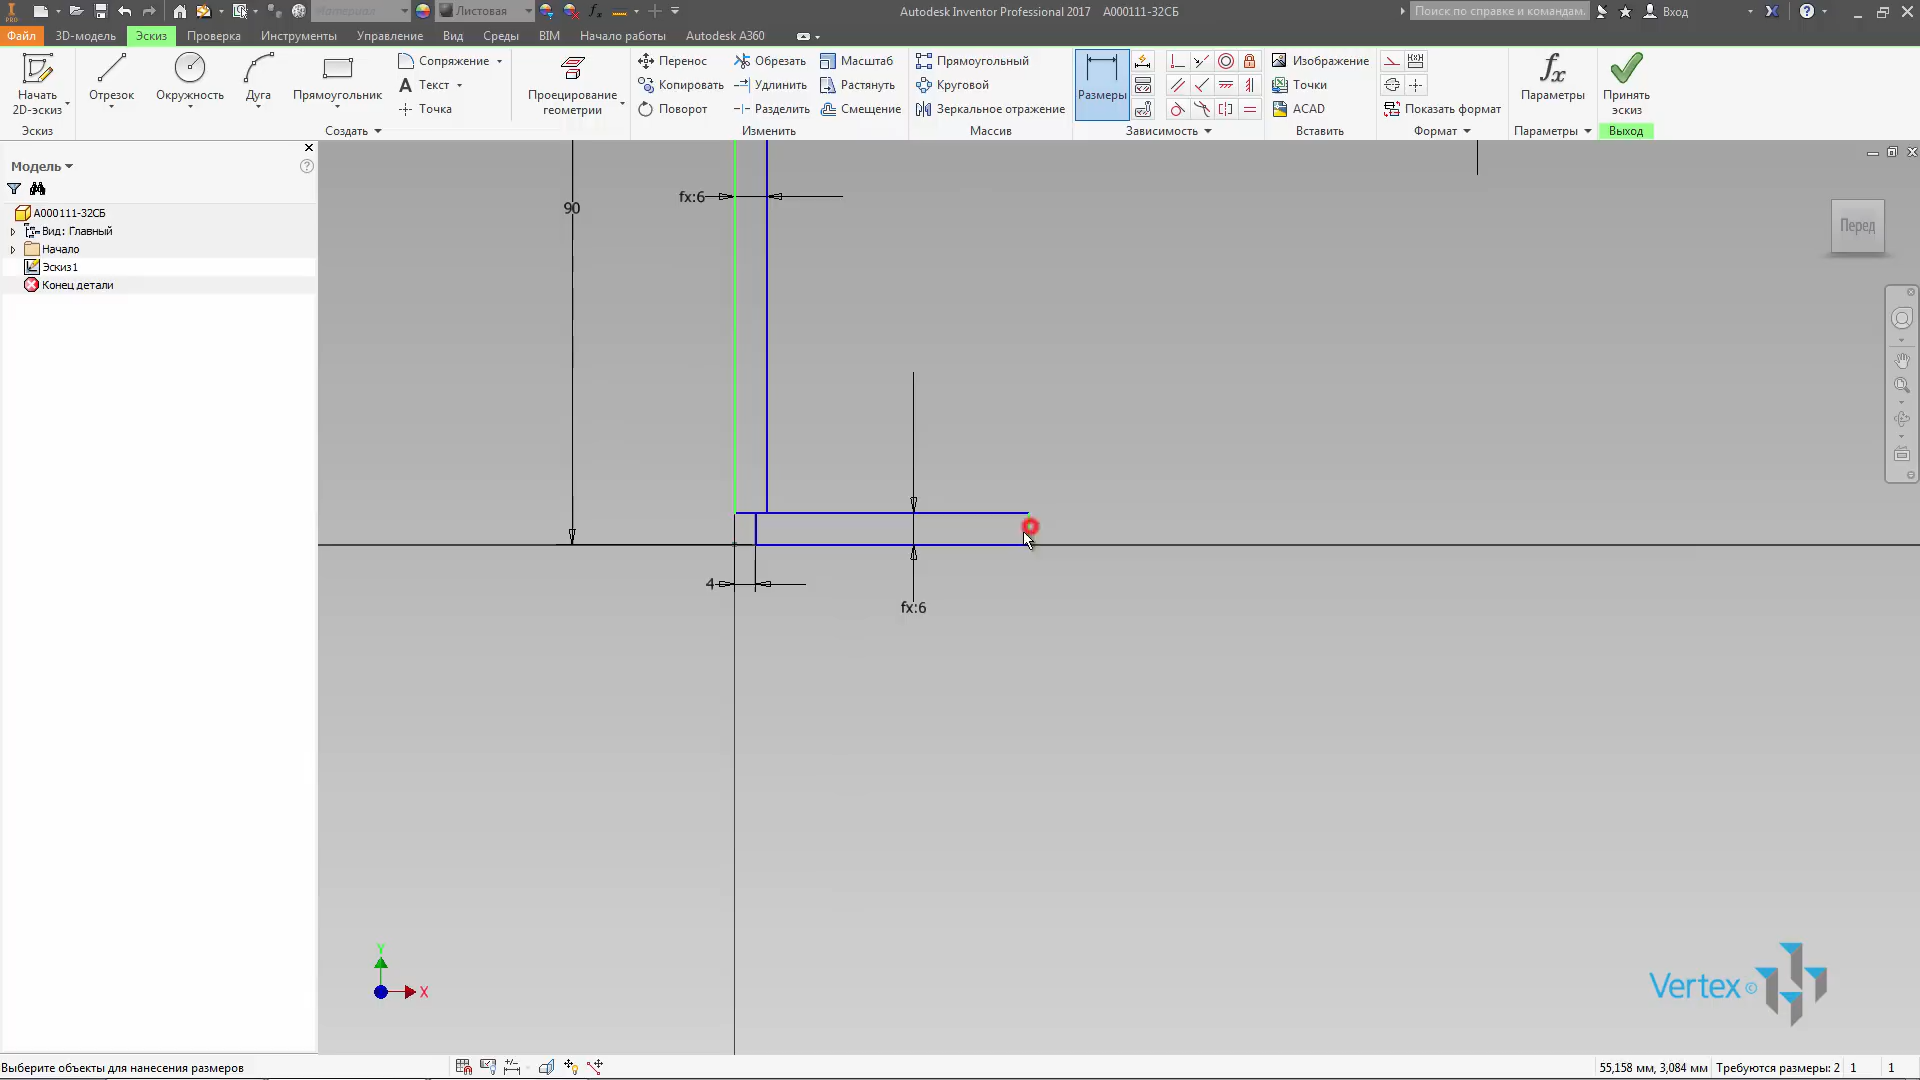 Материал
Листовая
Autodesk Inventor Professional 2017 А000111-32СБ
Поиск по справке и командам.
Вход
PRO
Файл 3D-модель Эскиз Проверка Инструменты Управление Вид Среды BIM Начало работы Autodesk A360
Начать
2D-эскиз
Отрезок
Окружность
Дуга
Прямоугольник
Сопряжение
Текст
Точка
Проецирование
геометрии
Перенос
Копировать
Поворот
Обрезать
Удлинить
Разделить
Масштаб
Растянуть
Смещение
Прямоугольный
Круговой
Зеркальное отражение
Размеры
Изображение
Точки
ACAD
Показать формат
Параметры
Принять
эскиз
Эскиз
Создать
Изменить
Массив
Зависимость
Вставить
Формат
Параметры
Выход
Модель
А000111-32СБ
Вид: Главный
Начало
Эскиз1
Конец детали
fx:6
90
4
fx:6
Перед
Y
X
Vertex ©
Выберите объекты для нанесения размеров
55,158 мм, 3,084 мм Требуются размеры: 2 1 1